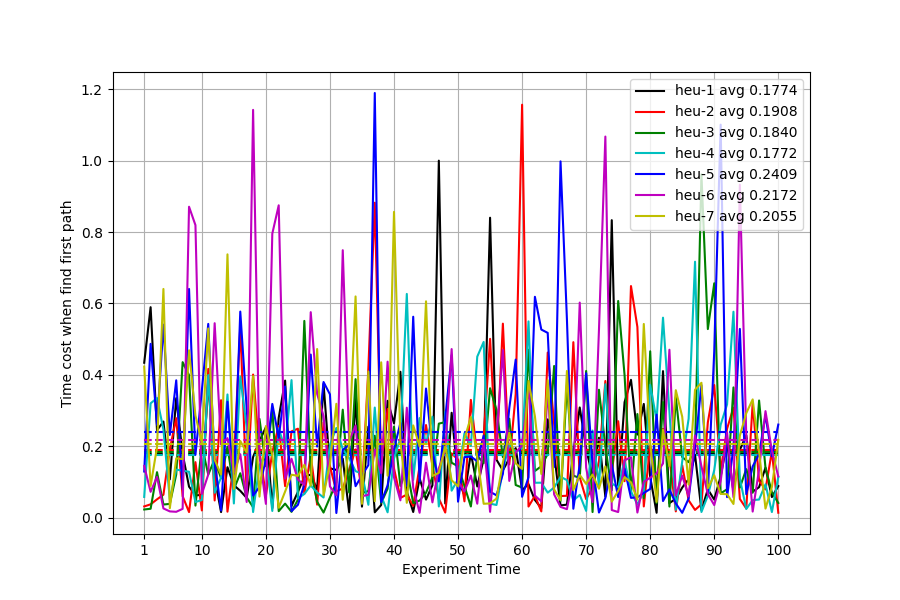 1.2
1.0
0.8
0.6
0.4
0.2
0.0
Time cost when find first path
heu-1 avg 0.1774
heu-2 avg 0.1908
heu-3 avg 0.1840
heu-4 avg 0.1772
heu-5 avg 0.2409
heu-6 avg 0.2172
heu-7 avg 0.2055
1 10 20 30 40 50 60 70 80 90 100
Experiment Time